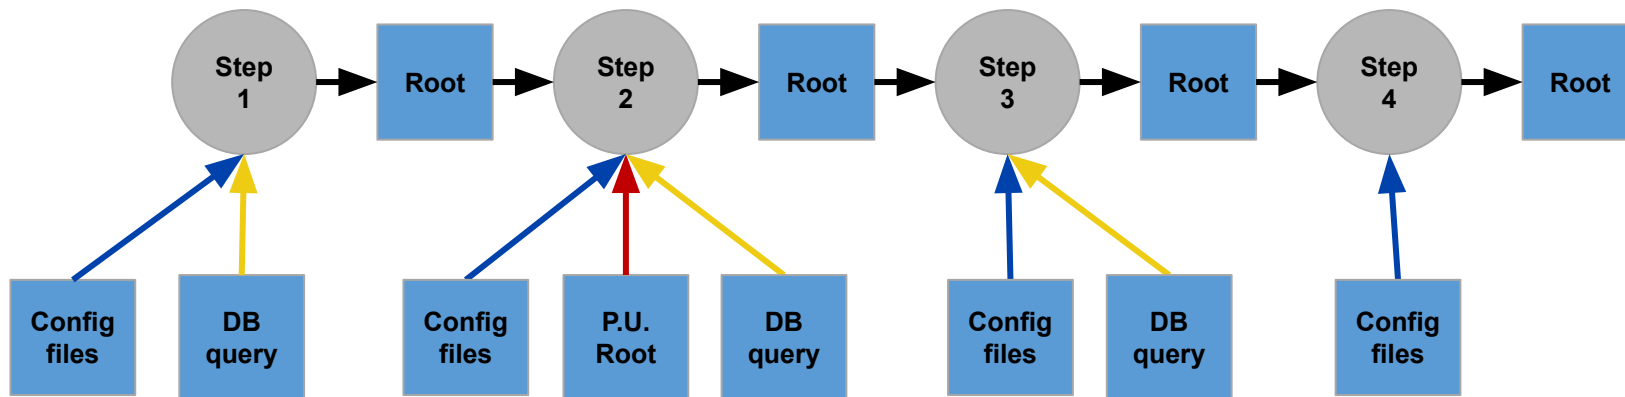 Step
1
Root
Step
2
Root
Step
3
Root
Step
4
Root
Config
files
DB
query
Config
files
P.U.
Root
DB
query
Config
files
DB
query
Config
files